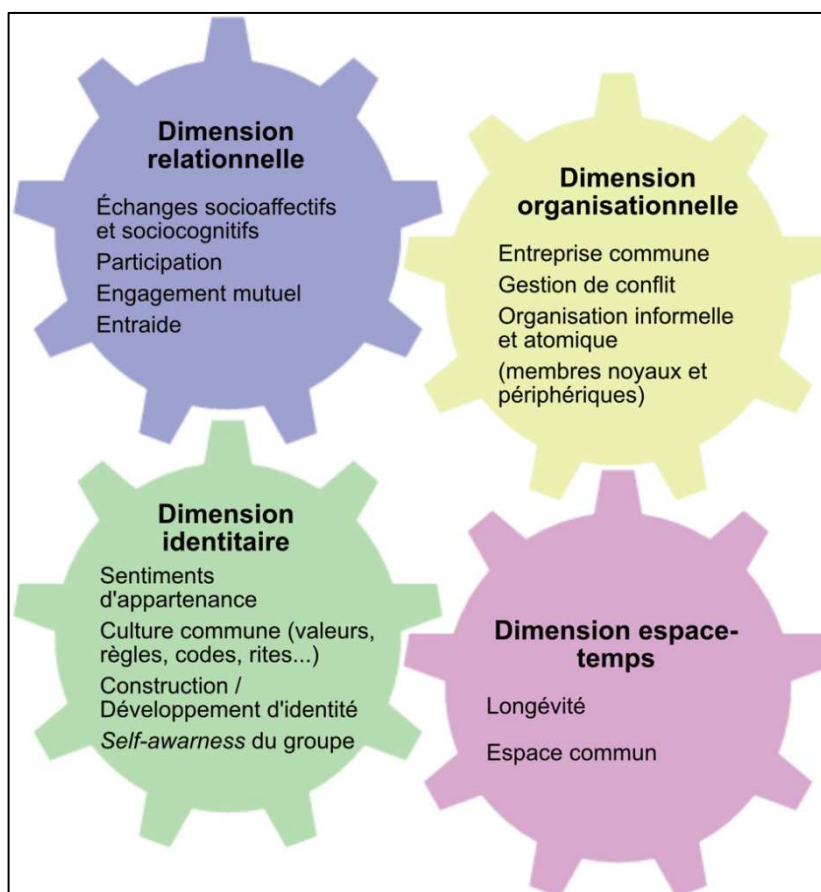 Dimension
relationnelle
Échanges socioaffectifs
et sociocognitifs
Participation
Engagement mutuel
Entraide
Dimension
organisationnelle
Entreprise commune
Gestion de conflit
Organisation informelle
et atomique
(membres noyaux et
périphériques)
Dimension
identitaire
Sentiments
d'appartenance
Culture commune (valeurs,
règles, codes, rites...)
Construction /
Développement d'identité
Self-awarness du groupe
Dimension espace-
temps
Longévité
Espace commun